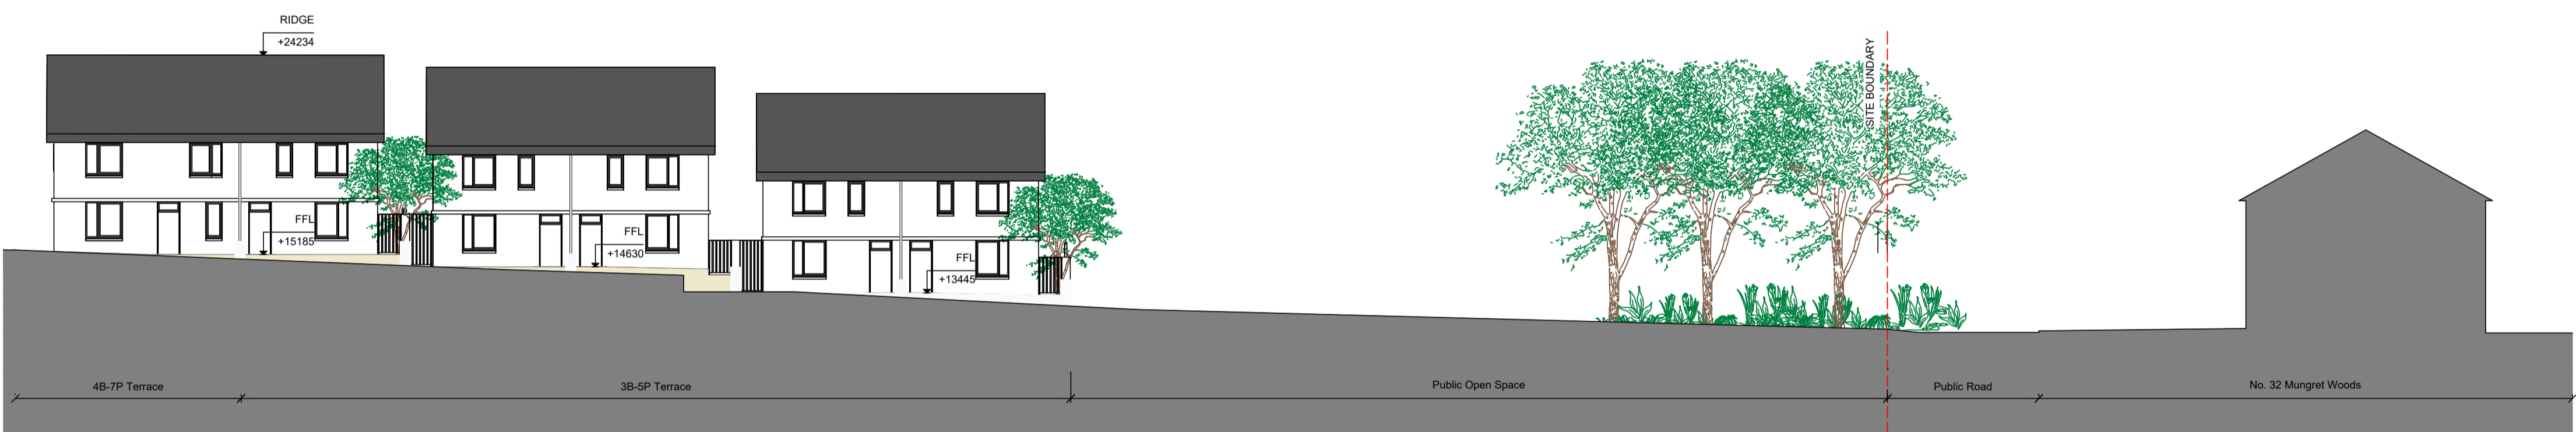 RIDGE
+24234
SITE BOUNDARY
FFL
+15185
FFL
+14630
FFL
+13445
4B-7P Terrace
3B-5P Terrace
Public Open Space
Public Road
No. 32 Mungret Woods